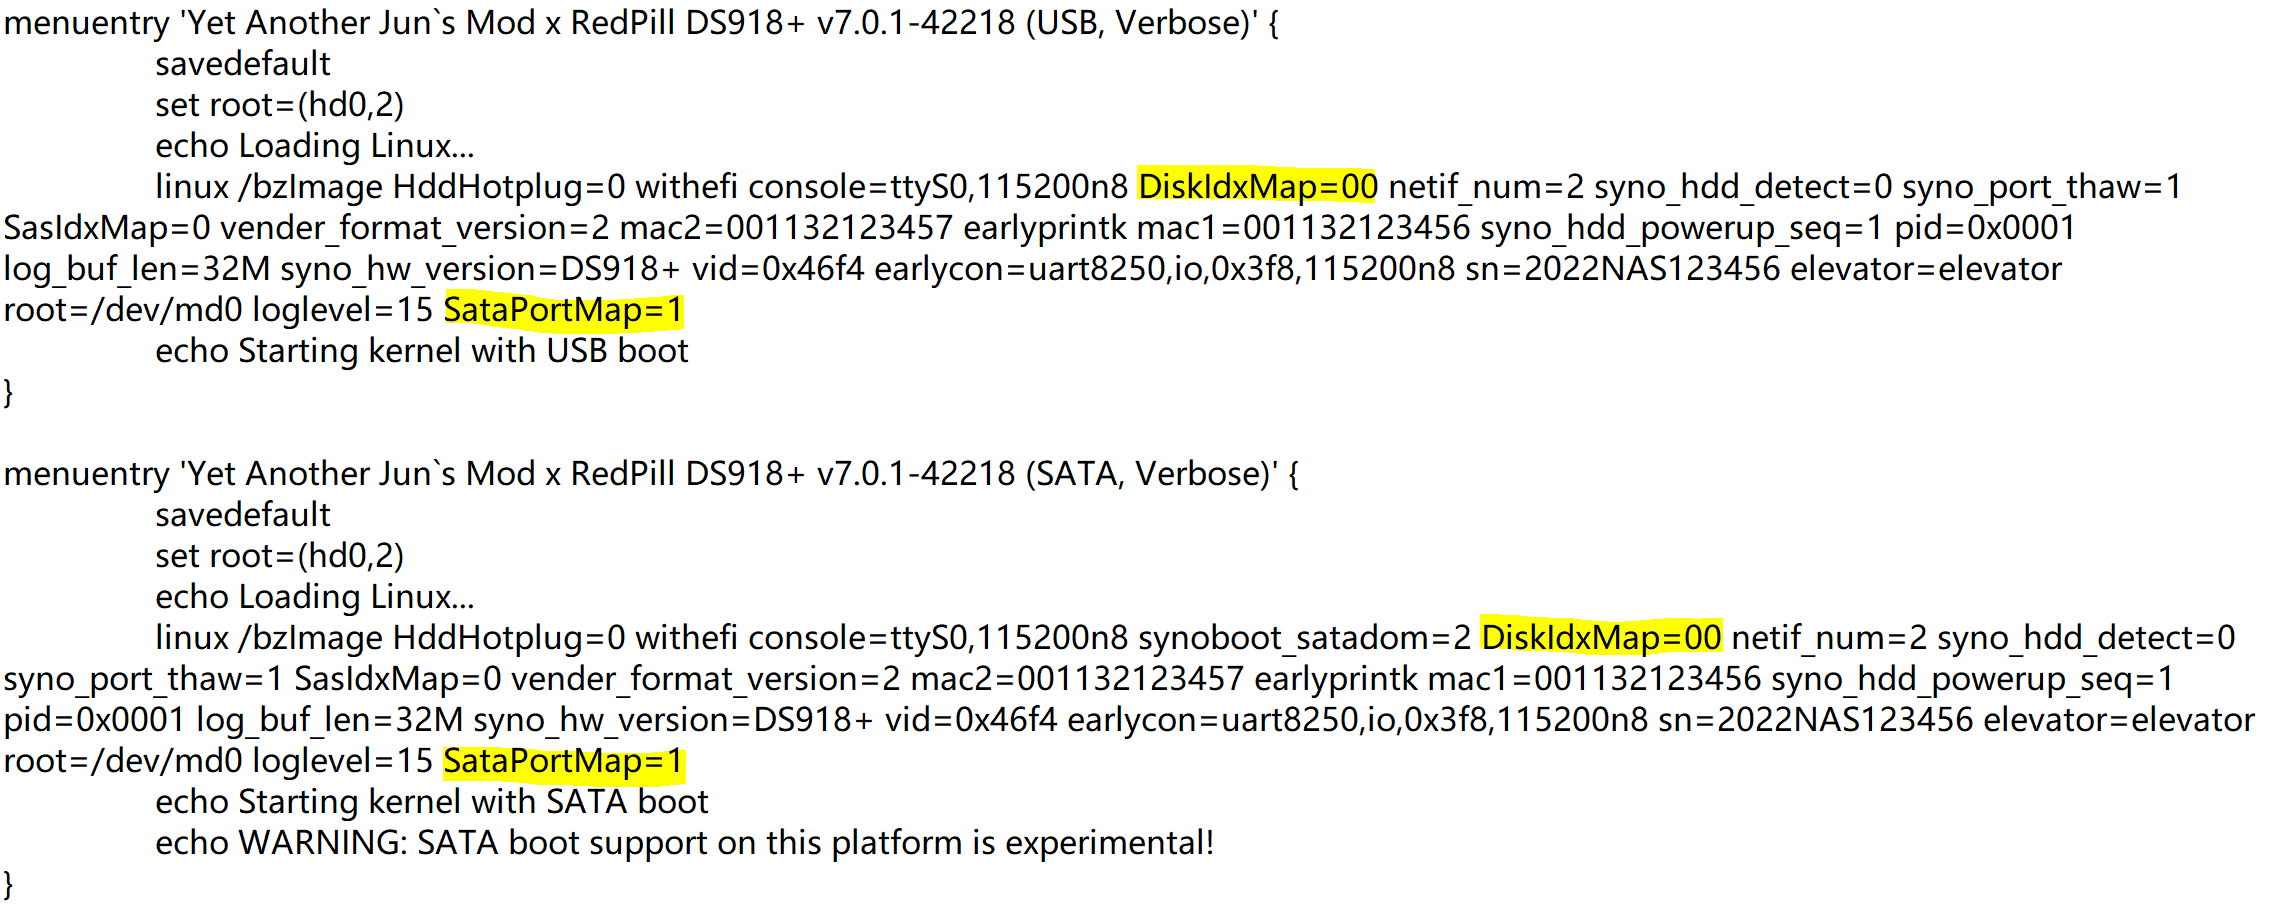 menuentry 'Yet Another Jun`s Mod x RedPill DS918+ v7.0.1-42218 (USB, Verbose)' {
savedefault
set root=(hd0,2)
echo Loading Linux...
linux /bzImage HddHotplug=0 withefi console=ttyS0,115200n8 DiskIdxMap=00 netif_num=2 syno_hdd_detect=0 syno_port_thaw=1
SasIdxMap=0 vender_format_version=2 mac2=001132123457 earlyprintk mac1=001132123456 syno_hdd_powerup_seq=1 pid=0x0001
log_buf_len=32M syno_hw_version=DS918+ vid=0x46f4 earlycon=uart8250,io,0x3f8,115200n8 sn=2022NAS123456 elevator=elevator
root=/dev/md0 loglevel=15 SataPortMap=1
echo Starting kernel with USB boot
}
menuentry 'Yet Another Jun`s Mod x RedPill DS918+ v7.0.1-42218 (SATA, Verbose)' {
savedefault
set root=(hd0,2)
echo Loading Linux...
linux /bzImage HddHotplug=0 withefi console=ttyS0,115200n8 synoboot_satadom=2 DiskIdxMap=00 netif_num=2 syno_hdd_detect=0
syno_port_thaw=1 SasIdxMap=0 vender_format_version=2 mac2=001132123457 earlyprintk mac1=001132123456 syno_hdd_powerup_seq=1
pid=0x0001 log_buf_len=32M syno_hw_version=DS918+ vid=0x46f4 earlycon=uart8250,io,0x3f8,115200n8 sn=2022NAS123456 elevator=elevator
root=/dev/md0 loglevel=15 SataPortMap=1
echo Starting kernel with SATA boot
echo WARNING: SATA boot support on this platform is experimental!
}